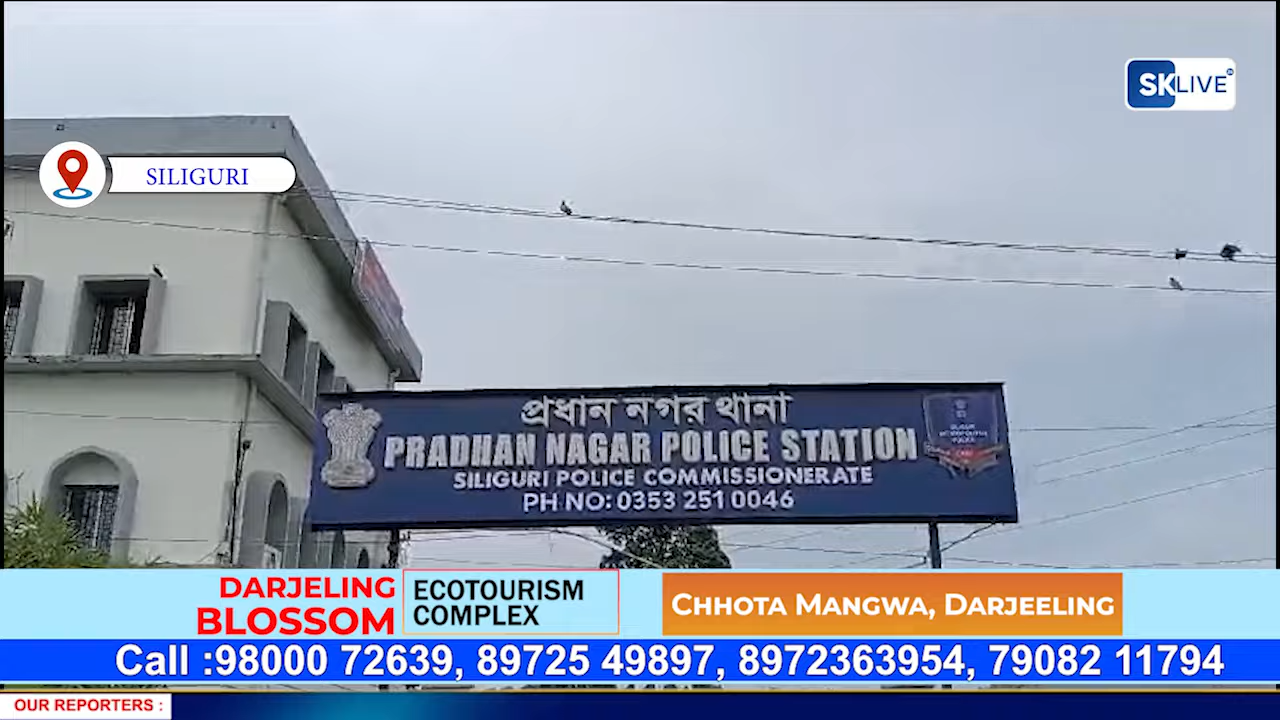 SKLIVE
SILIGURI
প্রধান নগর থানা
PRADHAN NAGAR POLICE STATION
SILIGURI POLICE COMMISSIONERATE
PH NO: 0353 251 0046
DARJELING
BLOSSOM
ECOTOURISM
COMPLEX
CHHOTA MANGWA, DARJEELING
Call :98000 72639, 89725 49897, 8972363954, 79082 11794
OUR REPORTERS :